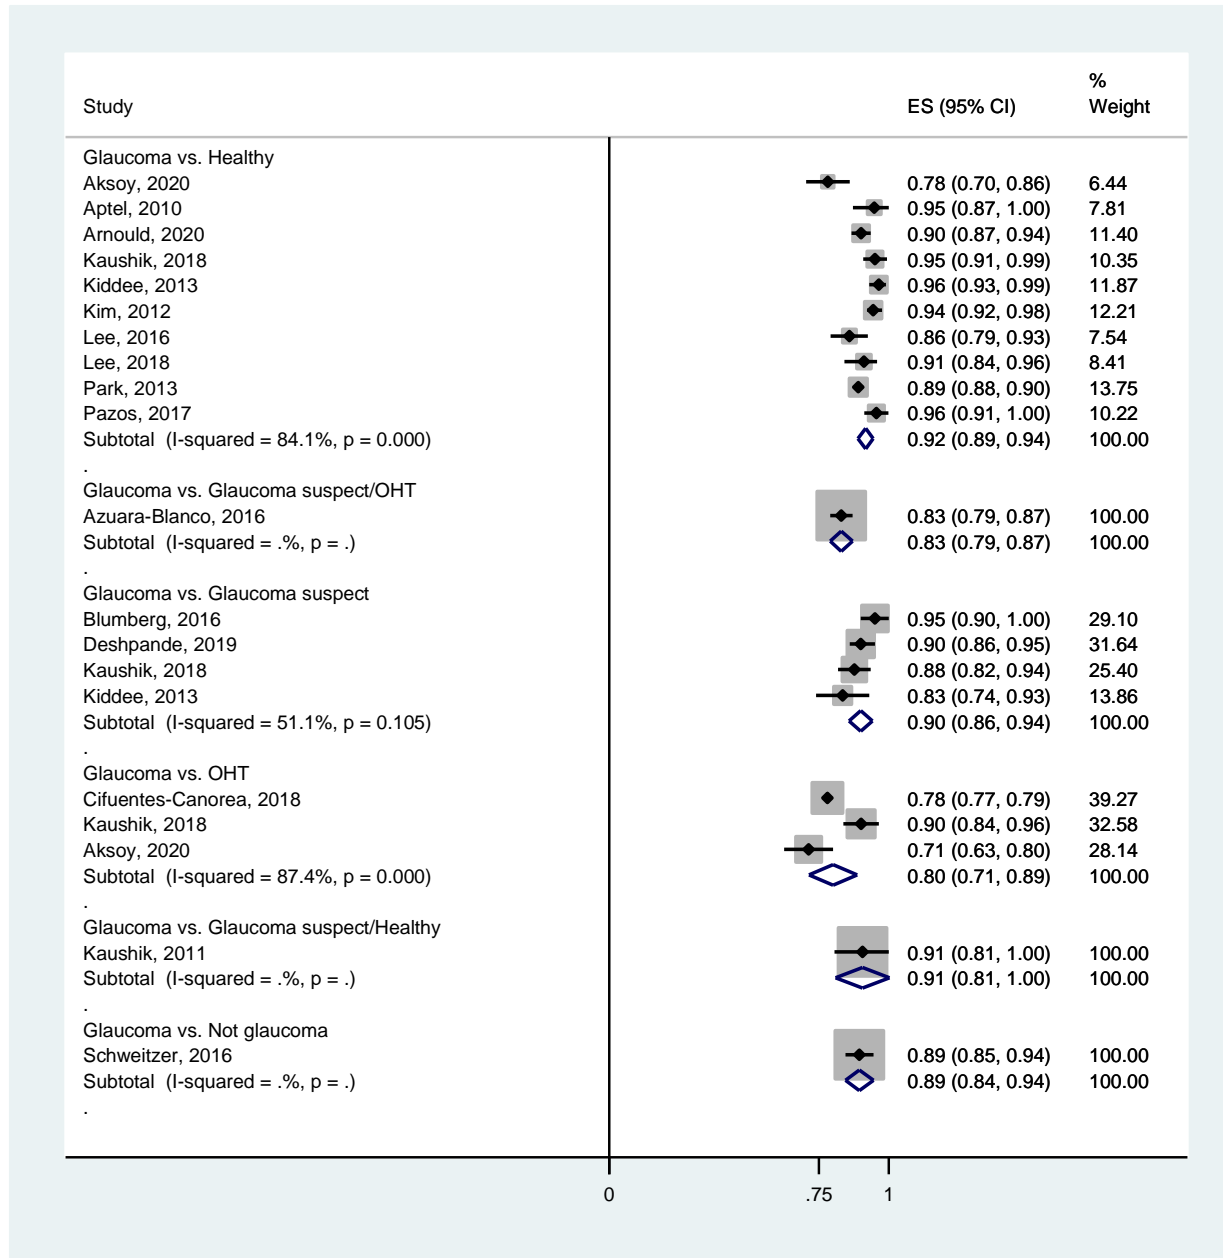 %
Study ES (95% CI) Weight
Glaucoma vs. Healthy
Aksoy, 2020 0.78 (0.70, 0.86) 6.44
Aptel, 2010 0.95 (0.87, 1.00) 7.81
Arnould, 2020 0.90 (0.87, 0.94) 11.40
Kaushik, 2018 0.95 (0.91, 0.99) 10.35
Kiddee, 2013 0.96 (0.93, 0.99) 11.87
Kim, 2012 0.94 (0.92, 0.98) 12.21
Lee, 2016 0.86 (0.79, 0.93) 7.54
Lee, 2018 0.91 (0.84, 0.96) 8.41
Park, 2013 0.89 (0.88, 0.90) 13.75
Pazos, 2017 0.96 (0.91, 1.00) 10.22
Subtotal (I-squared = 84.1%, p = 0.000) 0.92 (0.89, 0.94) 100.00
.
Glaucoma vs. Glaucoma suspect/OHT
Azuara-Blanco, 2016 0.83 (0.79, 0.87) 100.00
Subtotal (I-squared = .%, p = .) 0.83 (0.79, 0.87) 100.00
.
Glaucoma vs. Glaucoma suspect
Blumberg, 2016 0.95 (0.90, 1.00) 29.10
Deshpande, 2019 0.90 (0.86, 0.95) 31.64
Kaushik, 2018 0.88 (0.82, 0.94) 25.40
Kiddee, 2013 0.83 (0.74, 0.93) 13.86
Subtotal (I-squared = 51.1%, p = 0.105) 0.90 (0.86, 0.94) 100.00
.
Glaucoma vs. OHT
Cifuentes-Canorea, 2018 0.78 (0.77, 0.79) 39.27
Kaushik, 2018 0.90 (0.84, 0.96) 32.58
Aksoy, 2020 0.71 (0.63, 0.80) 28.14
Subtotal (I-squared = 87.4%, p = 0.000) 0.80 (0.71, 0.89) 100.00
.
Glaucoma vs. Glaucoma suspect/Healthy
Kaushik, 2011 0.91 (0.81, 1.00) 100.00
Subtotal (I-squared = .%, p = .) 0.91 (0.81, 1.00) 100.00
.
Glaucoma vs. Not glaucoma
Schweitzer, 2016 0.89 (0.85, 0.94) 100.00
Subtotal (I-squared = .%, p = .) 0.89 (0.84, 0.94) 100.00
.
0 .75 1